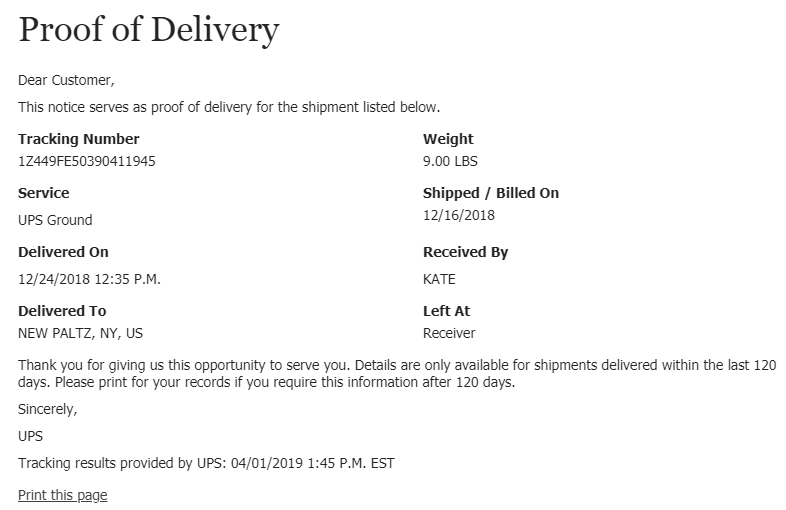 Proof of Delivery
Dear Customer,
This notice serves as proof of delivery for the shipment listed below.
Tracking Number
1Z449FE50390411945
Weight
9.00 LBS
Service
UPS Ground
Shipped / Billed On
12/16/2018
Delivered On
12/24/2018 12:35 P.M.
Received By
KATE
Delivered To
NEW PALTZ, NY, US
Left At
Receiver
Thank you for giving us this opportunity to serve you. Details are only available for shipments delivered within the last 120
days. Please print for your records if you require this information after 120 days.
Sincerely,
UPS
Tracking results provided by UPS: 04/01/2019 1:45 P.M. EST
Print this page